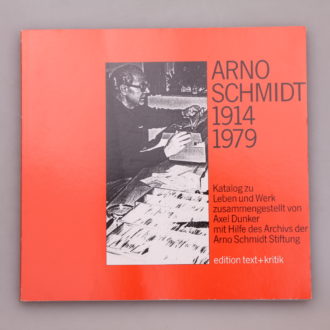 ARNO
SCHMIDT
1914
1979
Katalog zu
Leben und Werk
zusammengestellt von
Axel Dunker
mit Hilfe des Archivs der
Arno Schmidt Stiftung
edition text+kritik